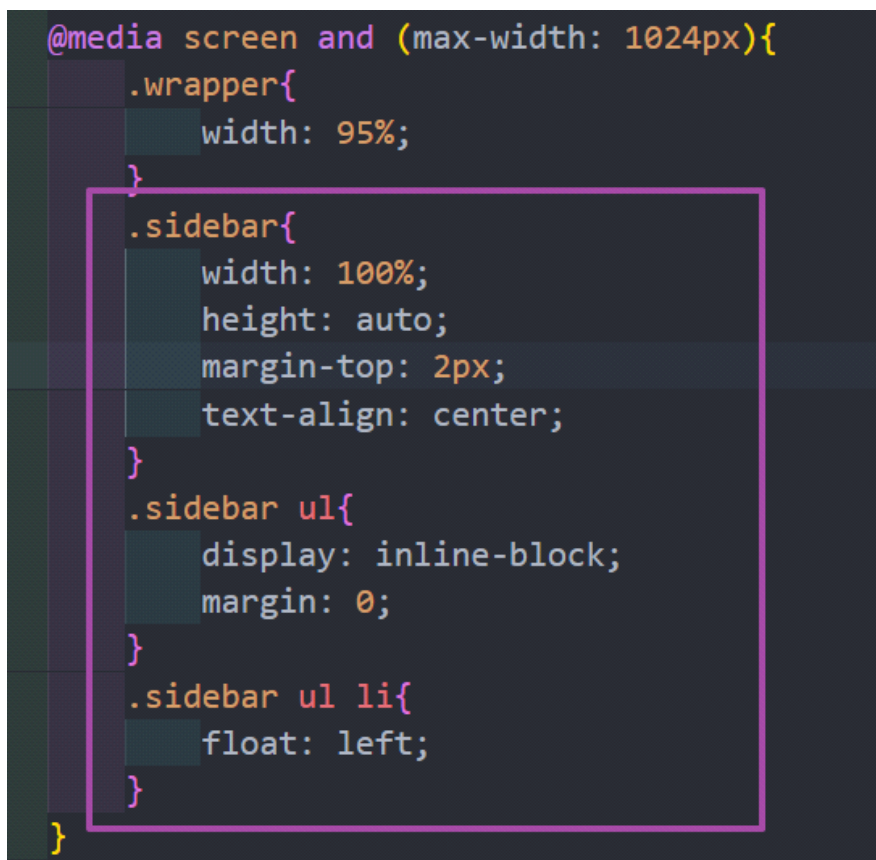 @media screen and (max-width: 1024px){
.wrapper{
width: 95%;
}
.sidebar{
width: 100%;
height: auto;
margin-top: 2px;
text-align: center;
}
.sidebar ul{
display: inline-block;
margin: 0;
}
.sidebar ul li{
float: left;
}
}